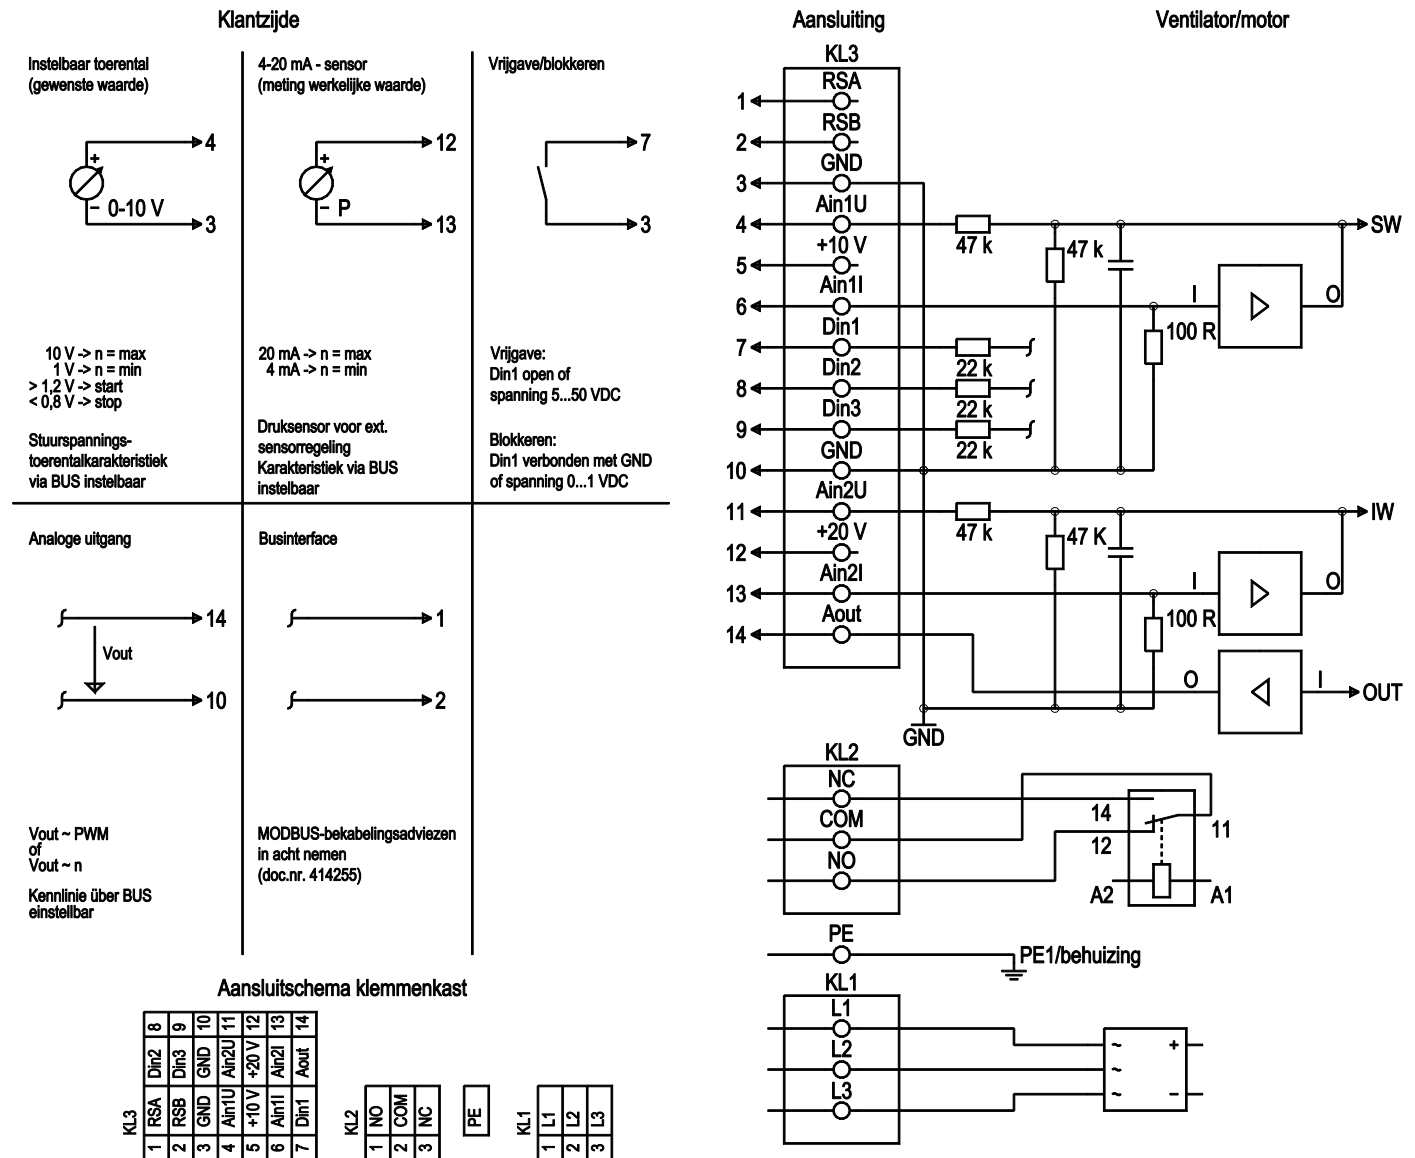 Klantzijde
Aansluiting
Ventilator/motor
Instelbaar toerental
(gewenste waarde)
4
+
0-10 V
–
3
10 V -> n = max
1 V -> n = min
> 1,2 V -> start
< 0,8 V -> stop
Stuurspannings-
toerentalkarakteristiek
via BUS instelbaar
4-20 mA - sensor
(meting werkelijke waarde)
12
+
P
–
13
20 mA -> n = max
4 mA -> n = min
Druksensor voor ext.
sensorregeling
Karakteristiek via BUS
instelbaar
Vrijgave/blokkeren
7
3
Vrijgave:
Din1 open of
spanning 5...50 VDC
Blokkeren:
Din1 verbonden met GND
of spanning 0...1 VDC
Analoge uitgang
14
Vout
10
Vout ~ PWM
of
Vout ~ n
Kennlinie über BUS
einstellbar
Businterface
1
2
MODBUS-bekabelingsadviezen
in acht nemen
(doc.nr. 414255)
KL3
RSA
1
RSB
2
GND
3
Ain1U
4
47 k
47 k
SW
+10 V
5
Ain1I
6
I
O
100 R
Din1
7
22 k
Din2
8
22 k
Din3
9
22 k
GND
10
Ain2U
11
47 k
47 K
IW
+20 V
12
Ain2I
13
I
O
100 R
Aout
14
O
I
OUT
GND
KL2
NC
COM
NO
14
12
11
A2
A1
PE
PE1/behuizing
KL1
L1
L2
L3
~
~
~
+
–
Aansluitschema klemmenkast
KL3
1 RSA Din2 8
2 RSB Din3 9
3 GND GND 10
4 Ain1U Ain2U 11
5 +10 V +20 V 12
6 Ain1I Ain2I 13
7 Din1 Aout 14
KL2
1 NO
2 COM
3 NC
PE
KL1
1 L1
2 L2
3 L3